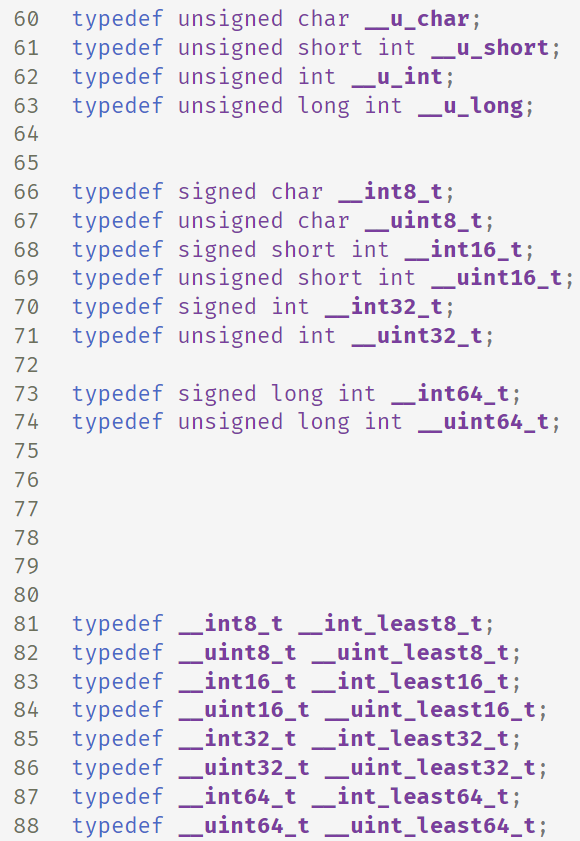 60 typedef unsigned char __u_char;
61 typedef unsigned short int __u_short;
62 typedef unsigned int __u_int;
63 typedef unsigned long int __u_long;
64
65
66 typedef signed char __int8_t;
67 typedef unsigned char __uint8_t;
68 typedef signed short int __int16_t;
69 typedef unsigned short int __uint16_t;
70 typedef signed int __int32_t;
71 typedef unsigned int __uint32_t;
72
73 typedef signed long int __int64_t;
74 typedef unsigned long int __uint64_t;
75
76
77
78
79
80
81 typedef __int8_t __int_least8_t;
82 typedef __uint8_t __uint_least8_t;
83 typedef __int16_t __int_least16_t;
84 typedef __uint16_t __uint_least16_t;
85 typedef __int32_t __int_least32_t;
86 typedef __uint32_t __uint_least32_t;
87 typedef __int64_t __int_least64_t;
88 typedef __uint64_t __uint_least64_t;